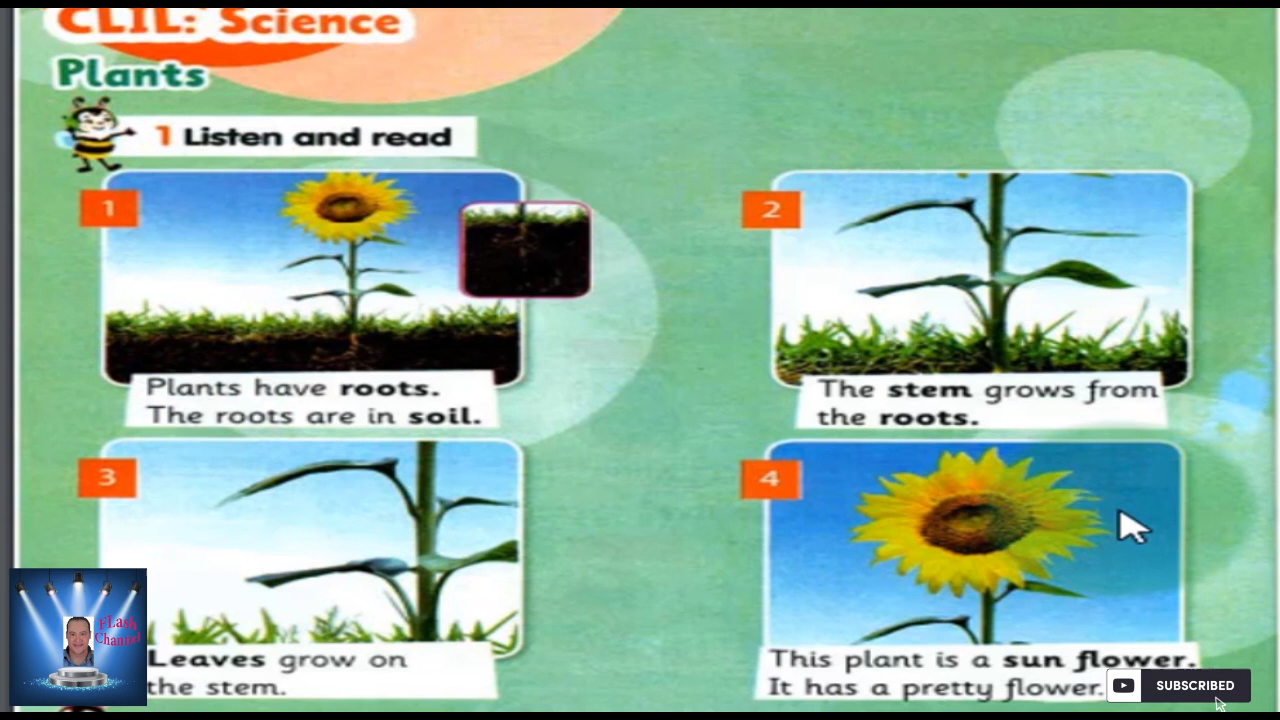 CLIL: Science
Plants
1 Listen and read
1
Plants have roots.
The roots are in soil.
2
The stem grows from
the roots.
3
Leaves grow on
the stem.
4
This plant is a sun flower.
It has a pretty flower.
FLash
Channel
SUBSCRIBED